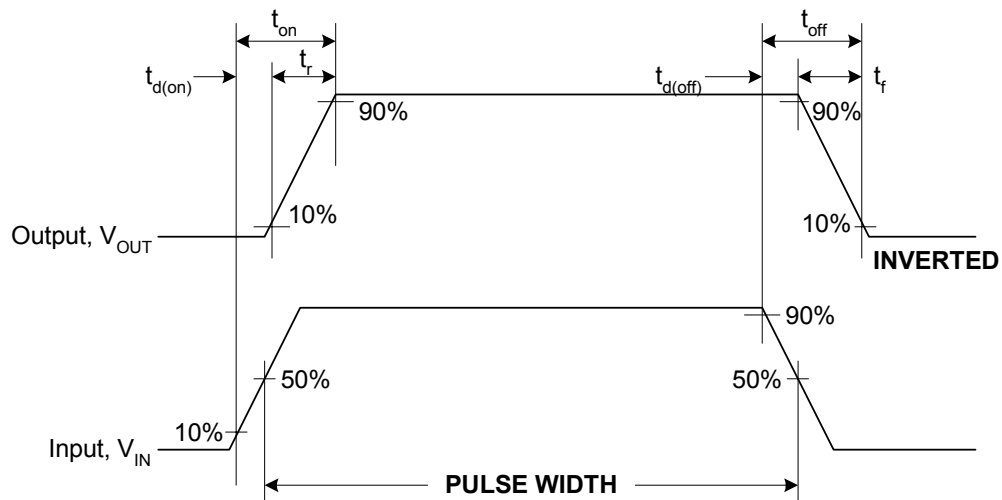 t_on
t_off
t_d(on)
t_r
t_d(off)
t_f
90%
90%
10%
10%
Output, V_OUT
INVERTED
90%
50%
50%
10%
Input, V_IN
PULSE WIDTH